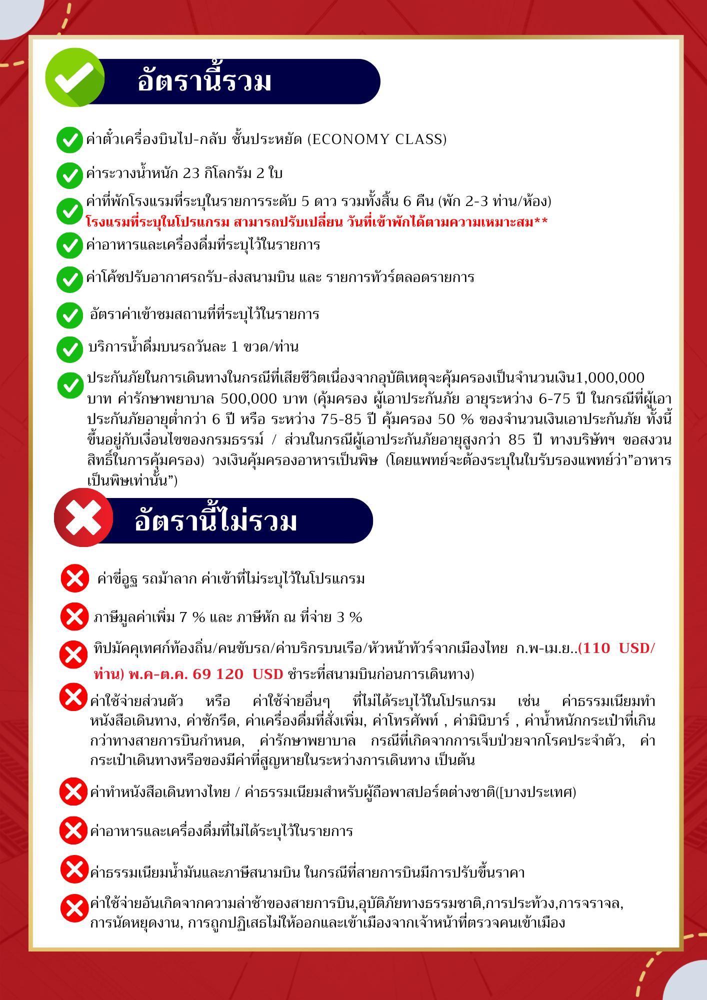 อัตรานี้รวม
ค่าตั๋วเครื่องบินไป-กลับ ชั้นประหยัด (ECONOMY CLASS)
ค่าระวางน้ำหนัก 23 กิโลกรัม 2 ใบ
ค่าที่พักโรงแรมที่ระบุในรายการระดับ 5 ดาว รวมทั้งสิ้น 6 คืน (พัก 2-3 ท่าน/ห้อง)
โรงแรมที่ระบุในโปรแกรม สามารถปรับเปลี่ยน วันที่เข้าพักได้ตามความเหมาะสม**
ค่าอาหารและเครื่องดื่มที่ระบุไว้ในรายการ
ค่าโค้ชปรับอากาศรถรับ-ส่งสนามบิน และ รายการทัวร์ตลอดรายการ
อัตราค่าเข้าชมสถานที่ที่ระบุไว้ในรายการ
บริการน้ำดื่มบนรถวันละ 1 ขวด/ท่าน
ประกันภัยในการเดินทางในกรณีที่เสียชีวิตเนื่องจากอุบัติเหตุจะคุ้มครองเป็นจำนวนเงิน1,000,000
บาท ค่ารักษาพยาบาล 500,000 บาท (คุ้มครอง ผู้เอาประกันภัย อายุระหว่าง 6-75 ปี ในกรณีที่ผู้เอา
ประกันภัยอายุต่ำกว่า 6 ปี หรือ ระหว่าง 75-85 ปี คุ้มครอง 50 % ของจำนวนเงินเอาประกันภัย ทั้งนี้
ขึ้นอยู่กับเงื่อนไขของกรมธรรม์ / ส่วนในกรณีผู้เอาประกันภัยอายุสูงกว่า 85 ปี ทางบริษัทฯ ขอสงวน
สิทธิ์ในการคุ้มครอง) วงเงินคุ้มครองอาหารเป็นพิษ (โดยแพทย์จะต้องระบุในใบรับรองแพทย์ว่า”อาหาร
เป็นพิษเท่านั้น”)
อัตรานี้ไม่รวม
ค่าขี่อูฐ รถม้าลาก ค่าเข้าที่ไม่ระบุไว้ในโปรแกรม
ภาษีมูลค่าเพิ่ม 7 % และ ภาษีหัก ณ ที่จ่าย 3 %
ทิปมัคคุเทศก์ท้องถิ่น/คนขับรถ/ค่าบริกรบนเรือ/หัวหน้าทัวร์จากเมืองไทย ก.พ-เม.ย..(110 USD/
ท่าน) พ.ค-ต.ค. 69 120 USD ชำระที่สนามบินก่อนการเดินทาง)
ค่าใช้จ่ายส่วนตัว หรือ ค่าใช้จ่ายอื่นๆ ที่ไม่ได้ระบุไว้ในโปรแกรม เช่น ค่าธรรมเนียมทำ
หนังสือเดินทาง, ค่าซักรีด, ค่าเครื่องดื่มที่สั่งเพิ่ม, ค่าโทรศัพท์ , ค่ามินิบาร์ , ค่าน้ำหนักกระเป๋าที่เกิน
กว่าทางสายการบินกำหนด, ค่ารักษาพยาบาล กรณีที่เกิดจากการเจ็บป่วยจากโรคประจำตัว, ค่า
กระเป๋าเดินทางหรือของมีค่าที่สูญหายในระหว่างการเดินทาง เป็นต้น
ค่าทำหนังสือเดินทางไทย / ค่าธรรมเนียมสำหรับผู้ถือพาสปอร์ตต่างชาติ([บางประเทศ)
ค่าอาหารและเครื่องดื่มที่ไม่ได้ระบุไว้ในรายการ
ค่าธรรมเนียมน้ำมันและภาษีสนามบิน ในกรณีที่สายการบินมีการปรับขึ้นราคา
ค่าใช้จ่ายอันเกิดจากความล่าช้าของสายการบิน,อุบัติภัยทางธรรมชาติ,การประท้วง,การจราจล,
การนัดหยุดงาน, การถูกปฏิเสธไม่ให้ออกและเข้าเมืองจากเจ้าหน้าที่ตรวจคนเข้าเมือง